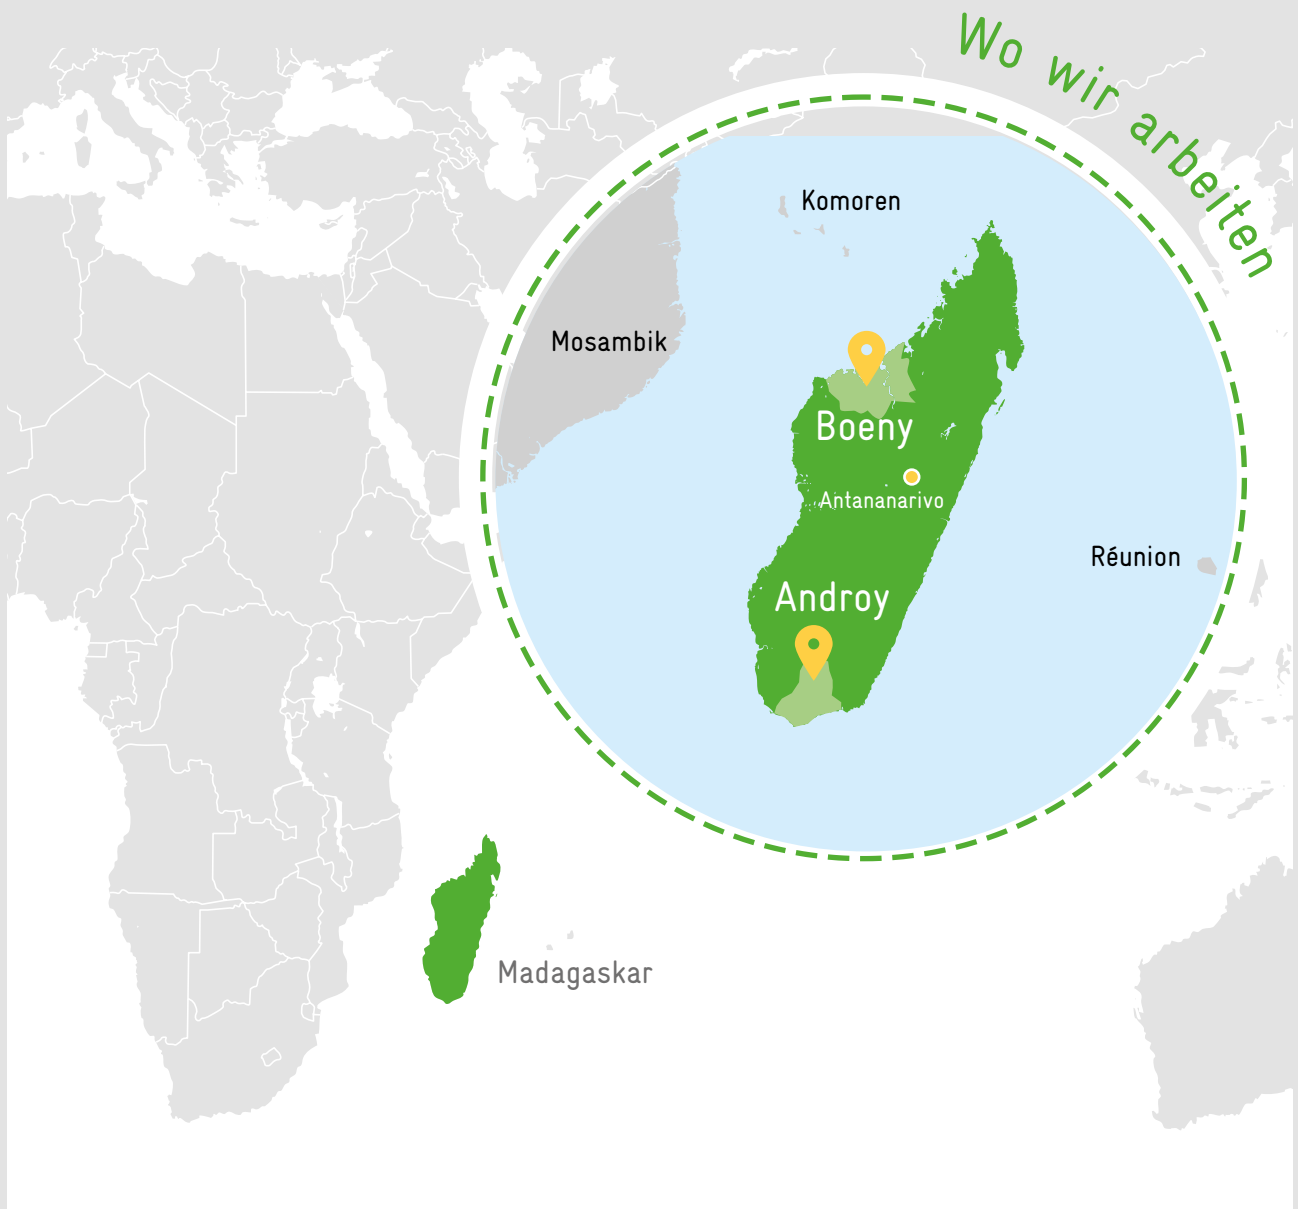 Wo wir arbeiten
Komoren
Mosambik
Boeny
Antananarivo
Réunion
Androy
Madagaskar